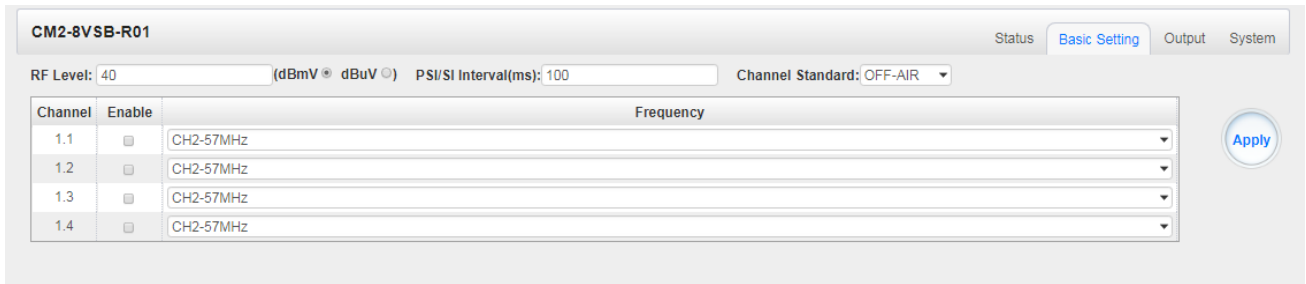 CM2-8VSB-R01
Status Basic Setting Output System
RF Level: 40 (dBmV dBuV) PSI/SI Interval(ms): 100 Channel Standard: OFF-AIR
Channel Enable Frequency
1.1 CH2-57MHz
Apply
1.2 CH2-57MHz
1.3 CH2-57MHz
1.4 CH2-57MHz